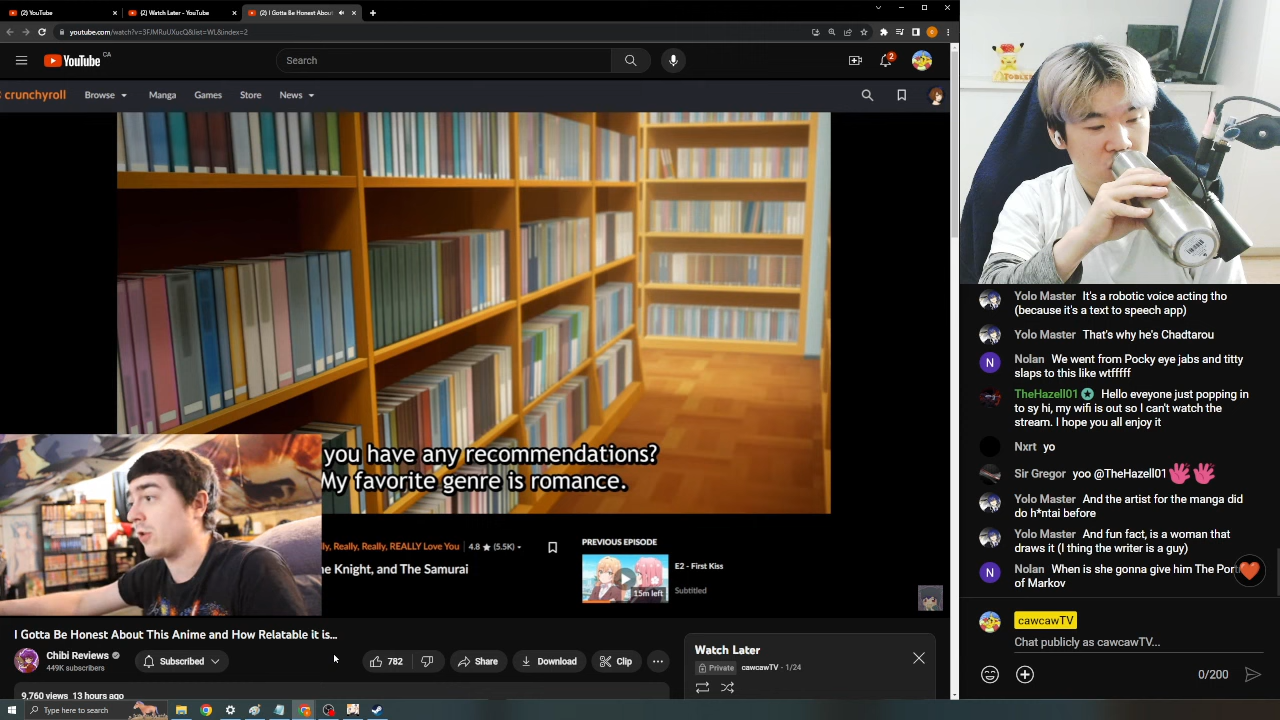 (2) YouTube
(2) Watch Later - YouTube
(2) I Gotta Be Honest About
youtube.com/watch?v=3FJMRuUXucQ&list=WL&index=2
YouTube CA
Search
2
crunchyroll
Browse
Manga
Games
Store
News
you have any recommendations?
My favorite genre is romance.
lly, Really, Really, REALLY Love You
4.8 ★ (5.5K)
ne Knight, and The Samurai
PREVIOUS EPISODE
15m left
E2 - First Kiss
Subtitled
I Gotta Be Honest About This Anime and How Relatable it is...
Chibi Reviews
449K subscribers
Subscribed
782
Share
Download
Clip
9,760 views 13 hours ago
Watch Later
Private
cawcawTV - 1/24
Type here to search
Yolo Master It's a robotic voice acting tho
(because it's a text to speech app)
Yolo Master That's why he's Chadtarou
Nolan We went from Pocky eye jabs and titty
slaps to this like wtfffff
TheHazell01 Hello eveyone just popping in
to sy hi, my wifi is out so I can't watch the
stream. I hope you all enjoy it
Nxrt yo
Sir Gregor yoo @TheHazell01
Yolo Master And the artist for the manga did
do h*ntai before
Yolo Master And fun fact, is a woman that
draws it (I thing the writer is a guy)
Nolan When is she gonna give him The Port
of Markov
cawcawTV
Chat publicly as cawcawTV...
0/200